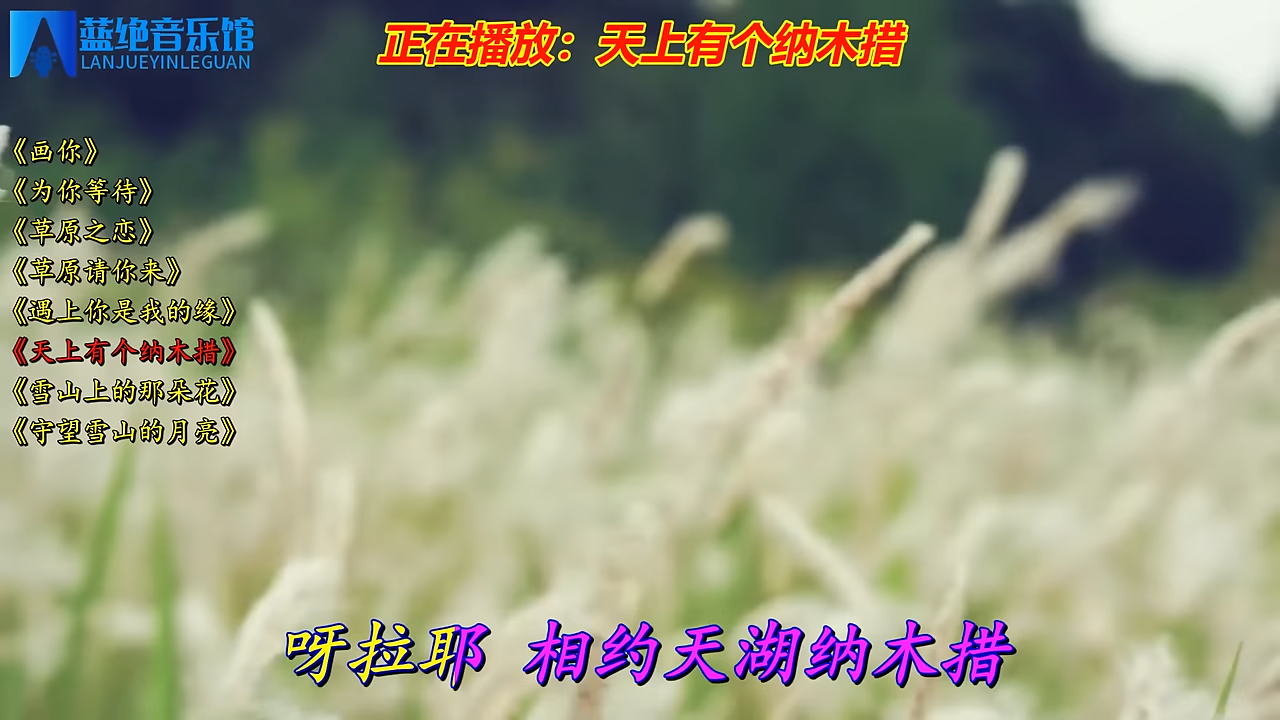 蓝绝音乐馆
LANJUEYINLEGUAN
正在播放：天上有个纳木措
《画你》
《为你等待》
《草原之恋》
《草原请你来》
《遇上你是我的缘》
《天上有个纳木措》
《雪山上的那朵花》
《守望雪山的月亮》
呀拉耶 相约天湖纳木措